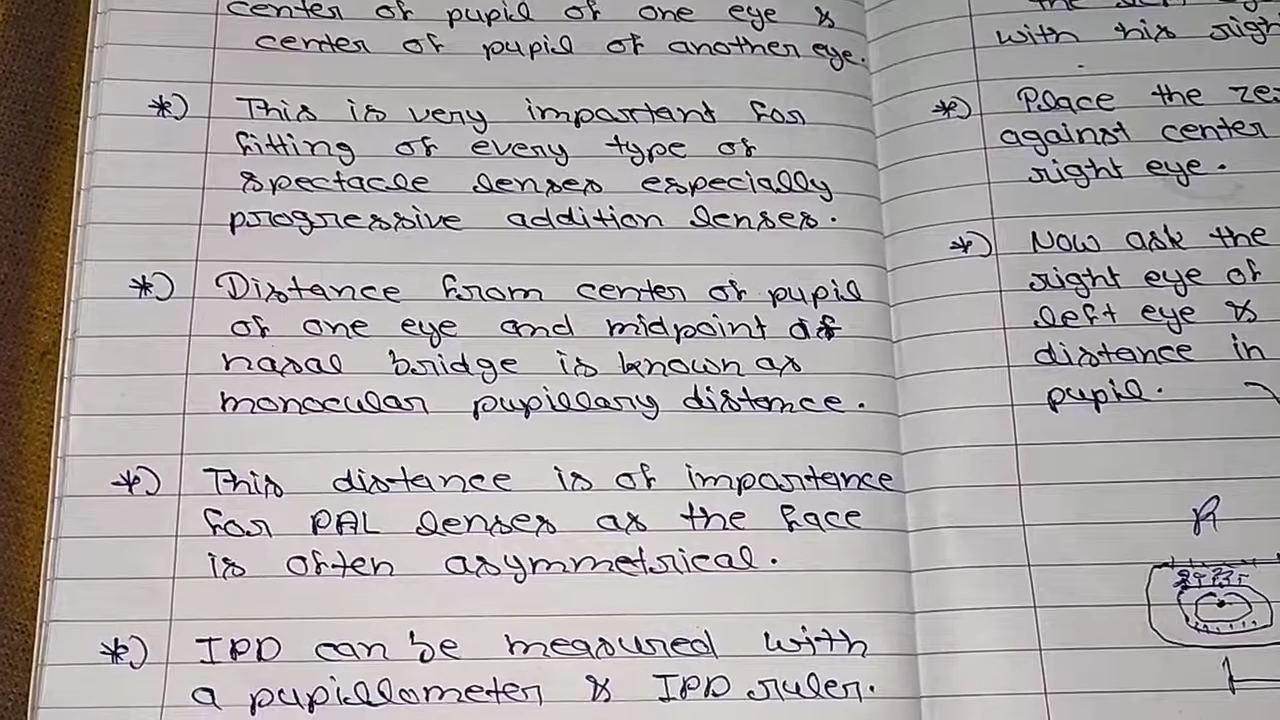 center of pupil of one eye &
center of pupil of another eye.
*) This is very important for
fitting of every type of
spectacle lenses especially
progressive addition lenses.
*) Distance from center of pupil
of one eye and midpoint of
nasal bridge is known as
monocular pupillary distance.
*) This distance is of importance
for PAL lenses as the face
is often asymmetrical.
*) IPD can be measured with
a pupillometer & IPD ruler.
with his
*) Place the
against center
right eye.
*) Now ask the
right eye of
left eye &
distance in
pupil.
R